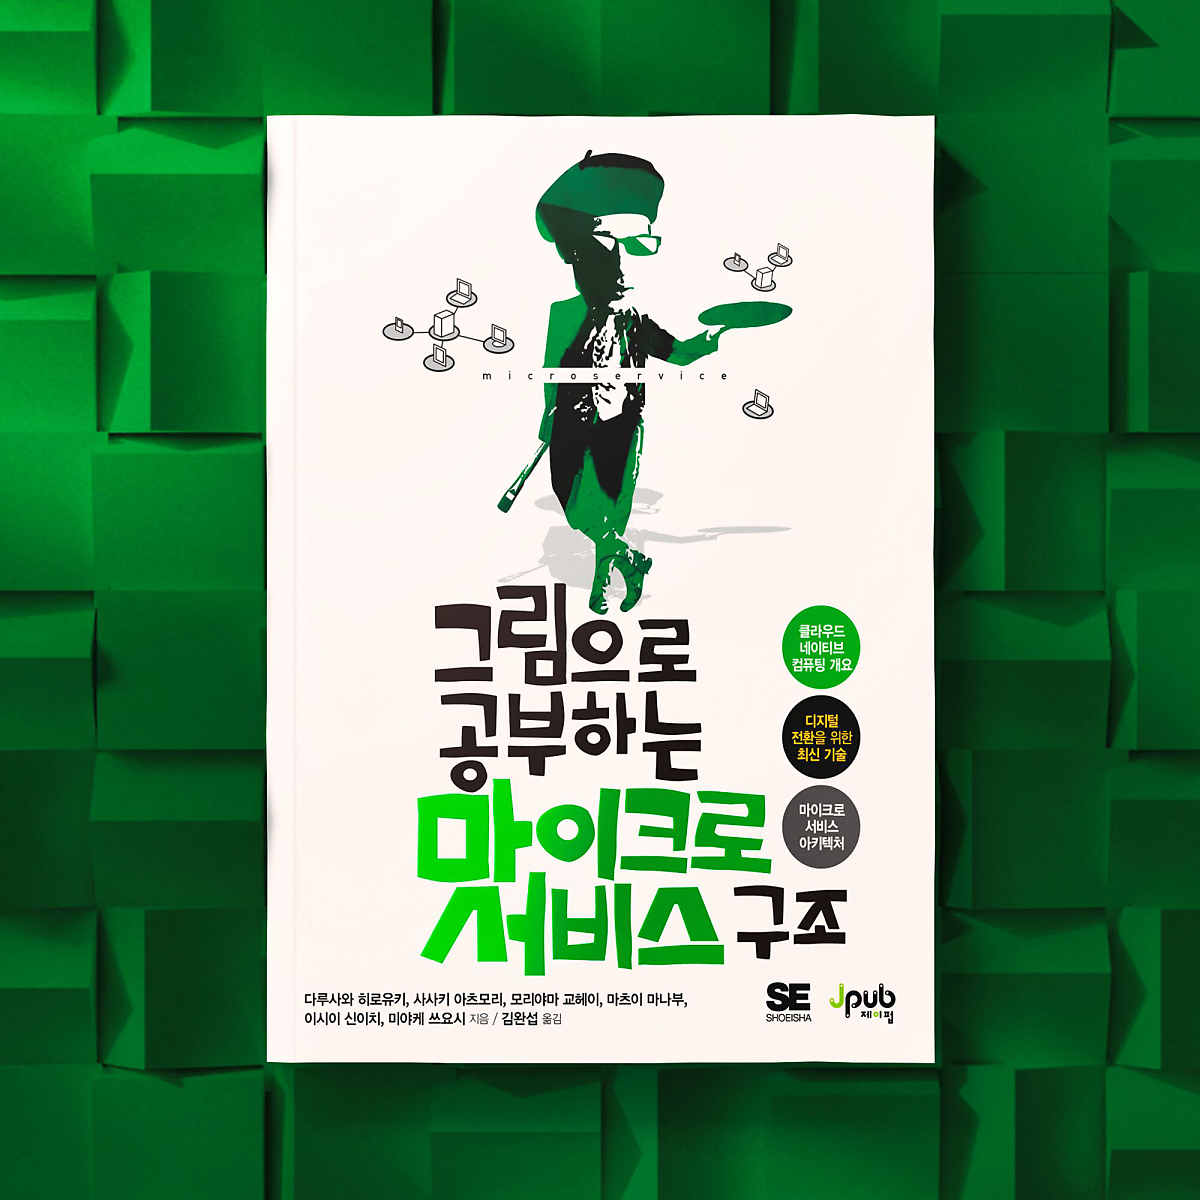 microservice
그림으로
공부하는
마이크로
서비스 구조
클라우드
네이티브
컴퓨팅 개요
디지털
전환을 위한
최신 기술
마이크로
서비스
아키텍처
다루사와 히로유키, 사사키 아츠모리, 모리야마 교헤이, 마츠이 마나부,
이시이 신이치, 미야케 쓰요시 지음 / 김완섭 옮김
SE
SHOEISHA
Jpub
제이펍